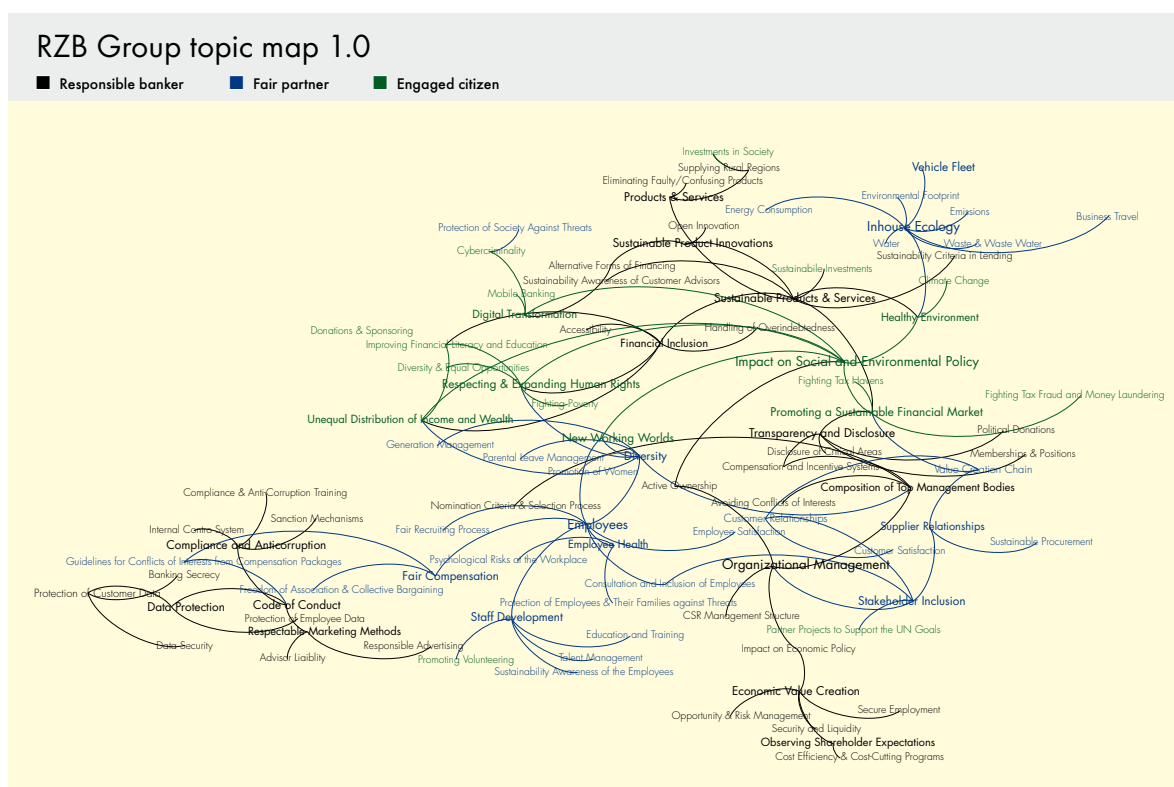 RZB Group topic map 1.0
Responsible banker
Fair partner
Engaged citizen
Investments in Society
Supplying Rural Regions
Vehicle Fleet
Eliminating Faulty/Confusing Products
Products & Services
Environmental Footprint
Energy Consumption
Emissions
Business Travel
Open Innovation
Protection of Society Against Threats
Inhouse Ecology
Sustainable Product Innovations
Water
Waste & Waste Water
Cybercriminality
Sustainability Criteria in Lending
Alternative Forms of Financing
Sustainabile Investments
Sustainability Awareness of Customer Advisors
Climate Change
Mobile Banking
Sustainable Products & Services
Digital Transformation
Healthy Environment
Donations & Sponsoring
Accessibility
Handling of Overindebtedness
Improving Financial Literacy and Education
Financial Inclusion
Impact on Social and Environmental Policy
Diversity & Equal Opportunities
Respecting & Expanding Human Rights
Fighting Tax Havens
Fighting Tax Fraud and Money Laundering
Fighting Poverty
Promoting a Sustainable Financial Market
Unequal Distribution of Income and Wealth
Political Donations
Transparency and Disclosure
New Working Worlds
Generation Management
Disclosure of Critical Areas
Memberships & Positions
Parental Leave Management
Diversity
Compensation and Incentive Systems
Value Creation Chain
Promotion of Women
Active Ownership
Composition of Top Management Bodies
Compliance & Anti-Corruption Training
Avoiding Conflicts of Interests
Nomination Criteria & Selection Process
Sanction Mechanisms
Customer Relationships
Internal Contro System
Fair Recruiting Process
Employees
Employee Satisfaction
Supplier Relationships
Compliance and Anticorruption
Employee Health
Sustainable Procurement
Customer Satisfaction
Guidelines for Conflicts of Interests from Compensation Packages
Psychological Risks of the Workplace
Organizational Management
Banking Secrecy
Fair Compensation
Consultation and Inclusion of Employees
Freedom of Association & Collective Bargaining
Protection of Customer Data
Data Protection
Code of Conduct
Protection of Employees & Their Families against Threats
Stakeholder Inclusion
Protection of Employee Data
Staff Development
CSR Management Structure
Respectable Marketing Methods
Education and Training
Partner Projects to Support the UN Goals
Data Security
Responsible Advertising
Impact on Economic Policy
Advisor Liaiblity
Promoting Volunteering
Talent Management
Sustainability Awareness of the Employees
Economic Value Creation
Secure Employment
Opportunity & Risk Management
Security and Liquidity
Observing Shareholder Expectations
Cost Efficiency & Cost-Cutting Programs